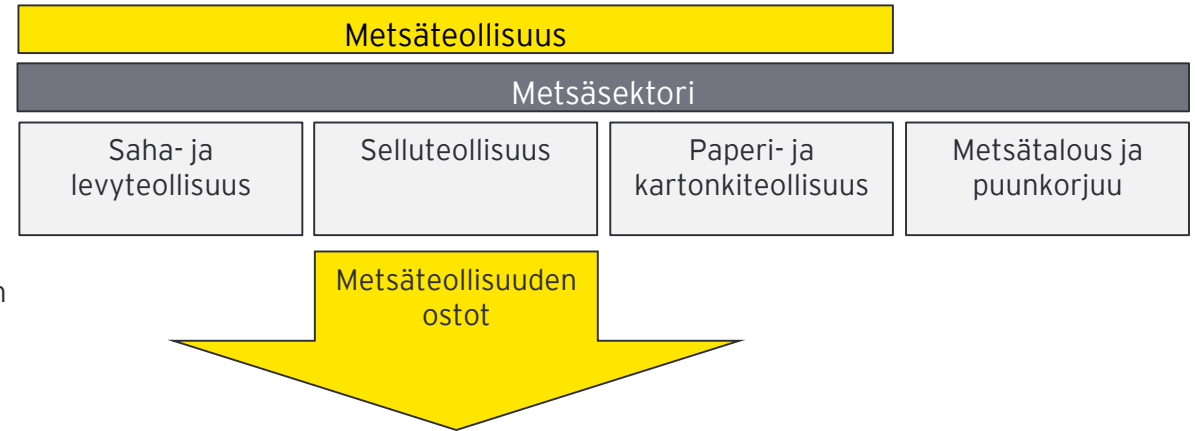 Metsäteollisuus
Metsäsektori
Saha- ja
levyteollisuus
Selluteollisuus
Paperi- ja
kartonkiteollisuus
Metsätalous ja
puunkorjuu
Metsäteollisuuden
ostot